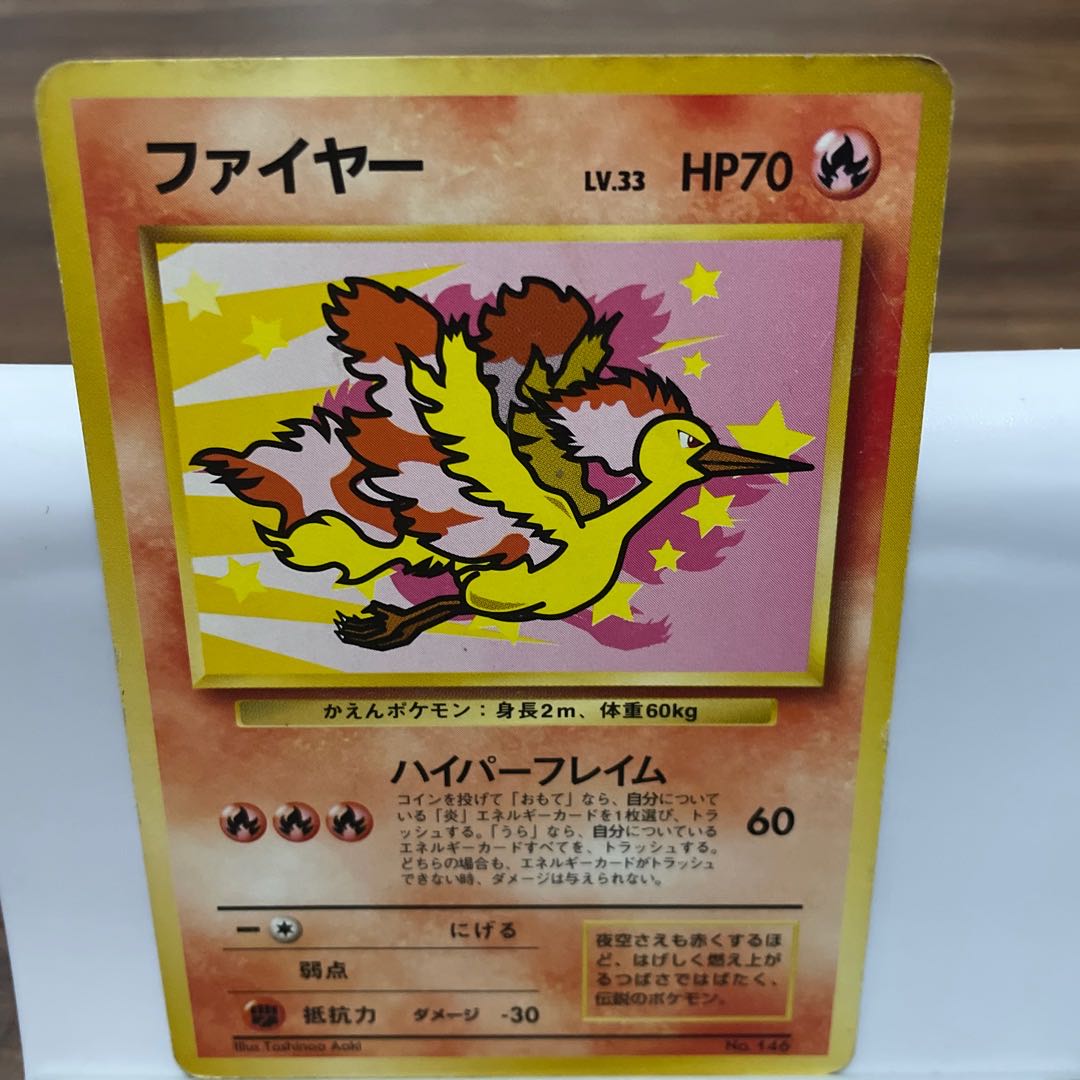 ファイヤー LV.33 HP70
かえんポケモン：身長2m、体重60kg
ハイパーフレイム
コインを投げて「おもて」なら、自分についている「炎」エネルギーカードを1枚選び、トラッシュする。「うら」なら、自分についているエネルギーカードすべてを、トラッシュする。どちらの場合も、エネルギーカードがトラッシュできない時、ダメージは与えられない。
60
にげる
弱点
抵抗力 ダメージ -30
夜空さえも赤くするほ
ど、はげしく燃え上が
るつばさではばたく、
伝説のポケモン。
Illus. Toshinao Aoki
No. 146